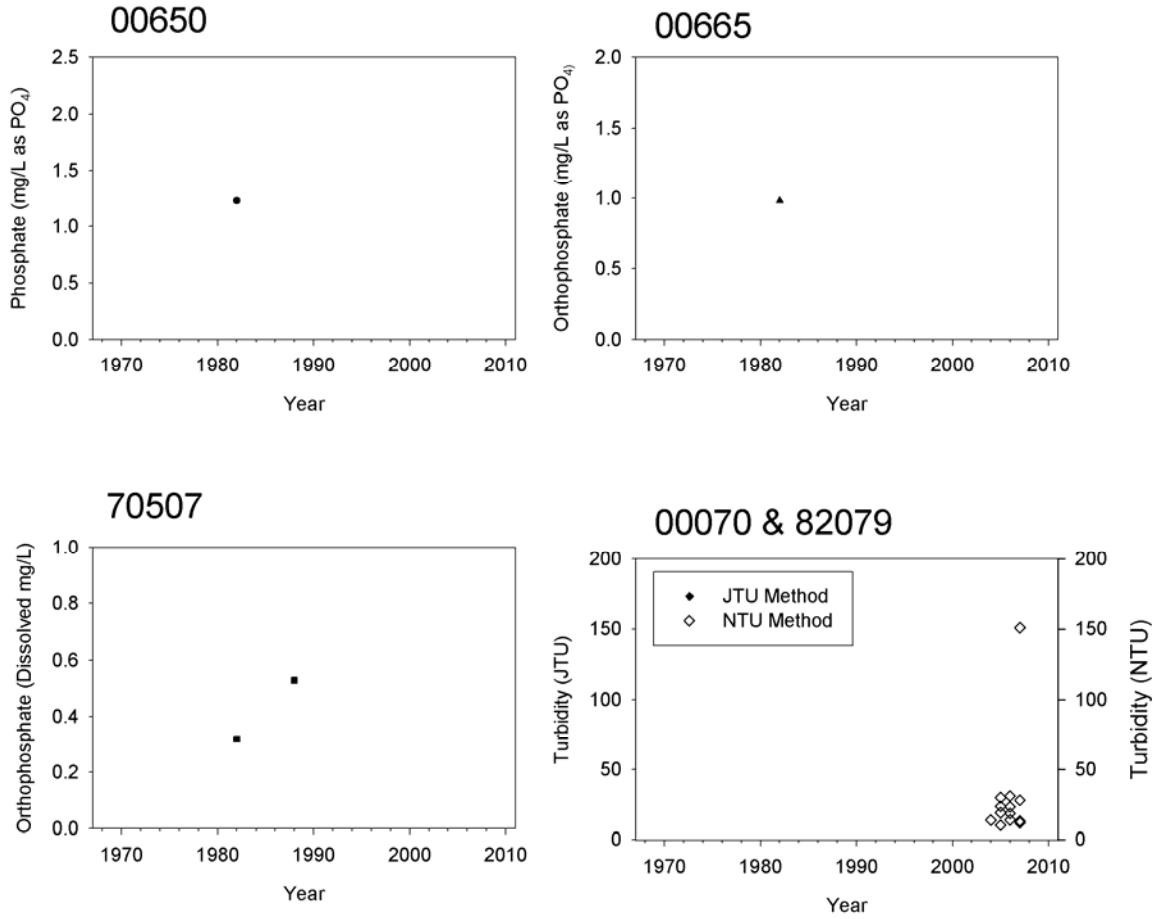 00650
Phosphate (mg/L as PO₄)
2.5
2.0
1.5
1.0
0.5
0.0
1970 1980 1990 2000 2010
Year
00665
Orthophosphate (mg/L as PO₄)
2.0
1.5
1.0
0.5
0.0
1970 1980 1990 2000 2010
Year
70507
Orthophosphate (Dissolved mg/L)
1.0
0.8
0.6
0.4
0.2
0.0
1970 1980 1990 2000 2010
Year
00070 & 82079
Turbidity (JTU)
200
150
100
50
0
JTU Method
NTU Method
200
150
100
50
0
Turbidity (NTU)
1970 1980 1990 2000 2010
Year